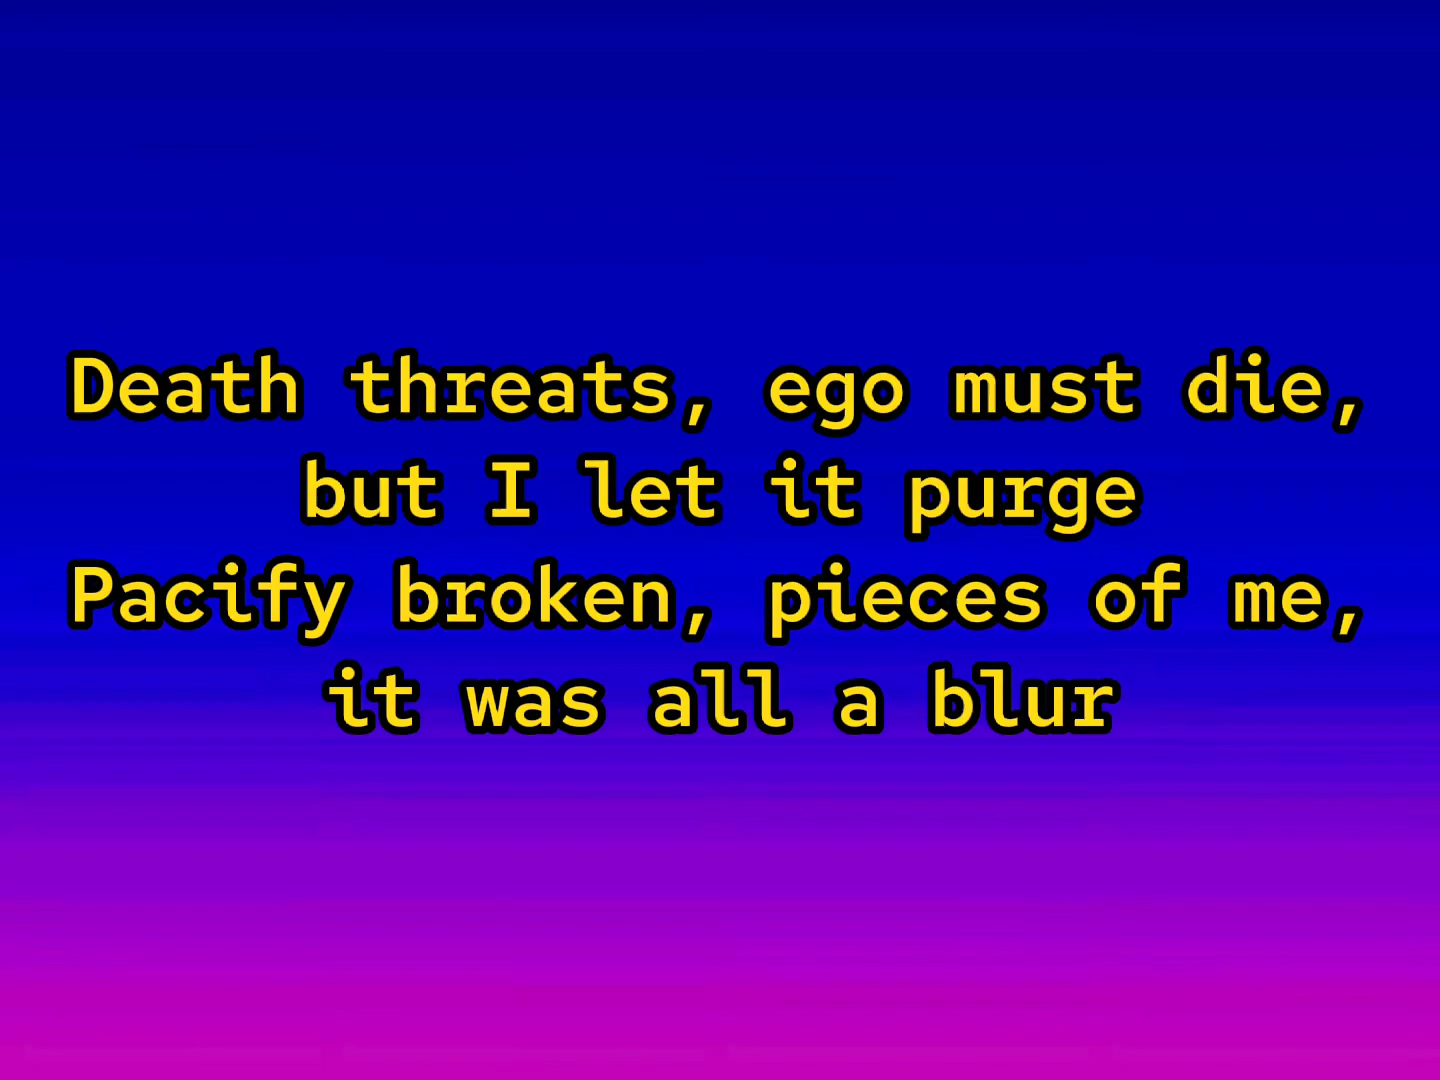 Death threats, ego must die,
but I let it purge
Pacify broken, pieces of me,
it was all a blur